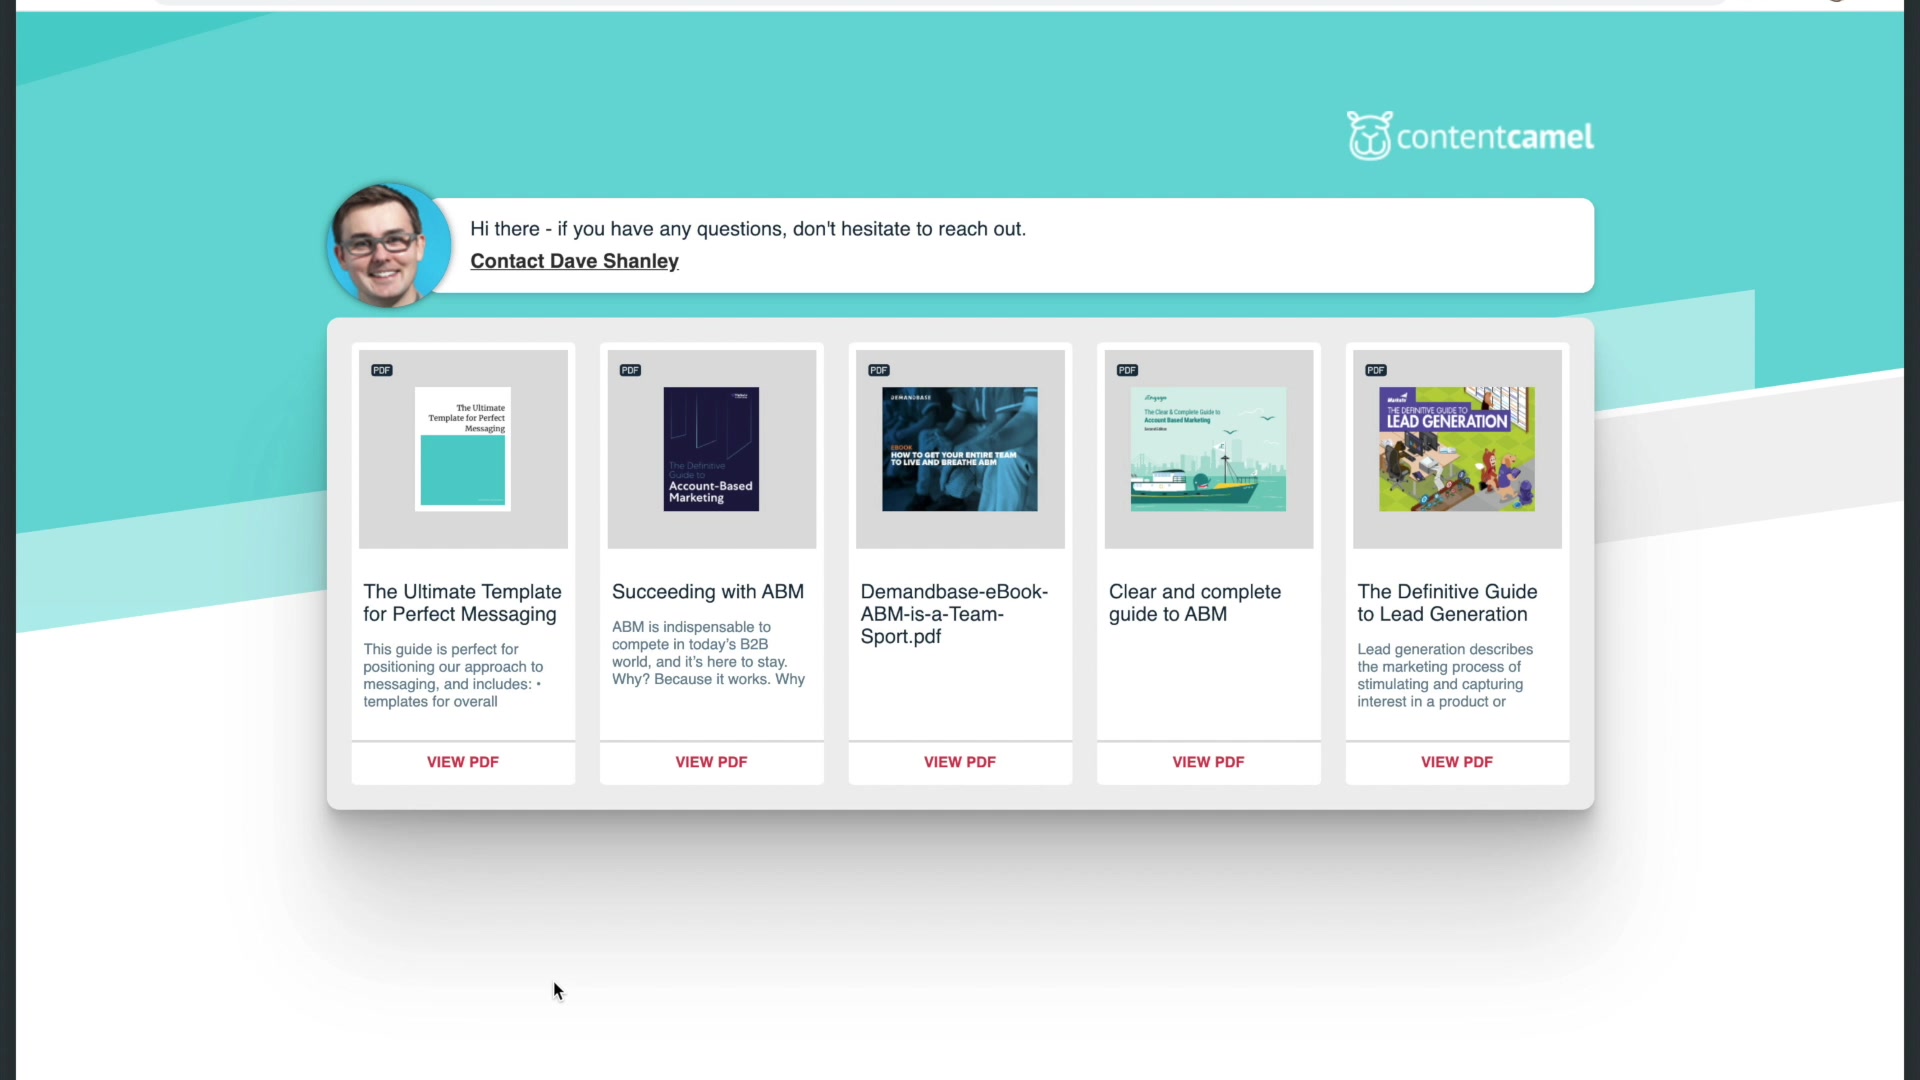 contentcamel
Hi there - if you have any questions, don't hesitate to reach out.
Contact Dave Shanley
PDF
The Ultimate
Template for Perfect
Messaging
The Ultimate Template
for Perfect Messaging
This guide is perfect for
positioning our approach to
messaging, and includes: •
templates for overall
VIEW PDF
PDF
The Definitive
Guide to
Account-Based
Marketing
Succeeding with ABM
ABM is indispensable to
compete in today's B2B
world, and it's here to stay.
Why? Because it works. Why
VIEW PDF
PDF
DEMANDBASE
EBOOK
HOW TO GET YOUR ENTIRE TEAM
TO LIVE AND BREATHE ABM
Demandbase-eBook-
ABM-is-a-Team-
Sport.pdf
VIEW PDF
PDF
Engagio
The Clear & Complete Guide to
Account Based Marketing
Clear and complete
guide to ABM
VIEW PDF
PDF
Marketo
THE DEFINITIVE GUIDE TO
LEAD GENERATION
The Definitive Guide
to Lead Generation
Lead generation describes
the marketing process of
stimulating and capturing
interest in a product or
VIEW PDF